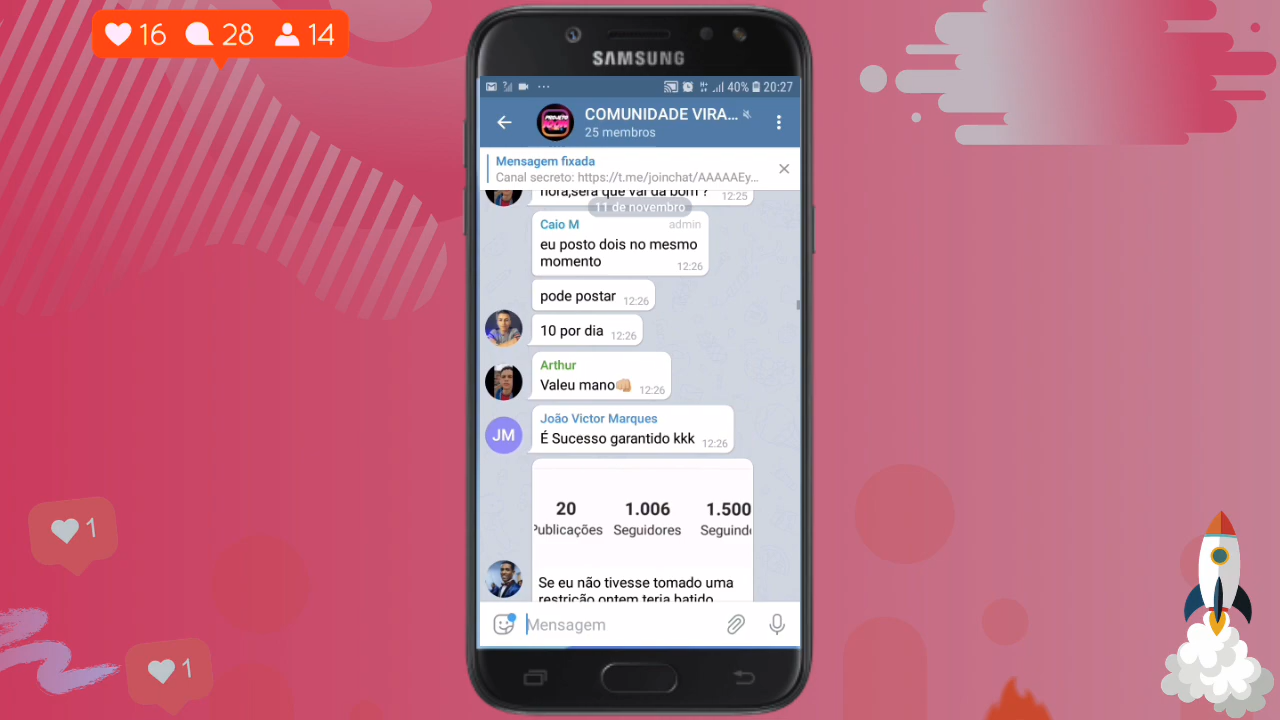 16 28 14
SAMSUNG
40% 20:27
COMUNIDADE VIRA...
25 membros
Mensagem fixada
Canal secreto: https://t.me/joinchat/AAAAAEy...
hora,será que vai da bom ? 12:25
11 de novembro
Caio M admin
eu posto dois no mesmo
momento 12:26
pode postar 12:26
10 por dia 12:26
Arthur
Valeu mano👊🏼 12:26
João Victor Marques
JM
É Sucesso garantido kkk 12:26
20 1.006 1.500
Publicações Seguidores Seguind
Se eu não tivesse tomado uma
restrição ontem teria batido
Mensagem
1
1